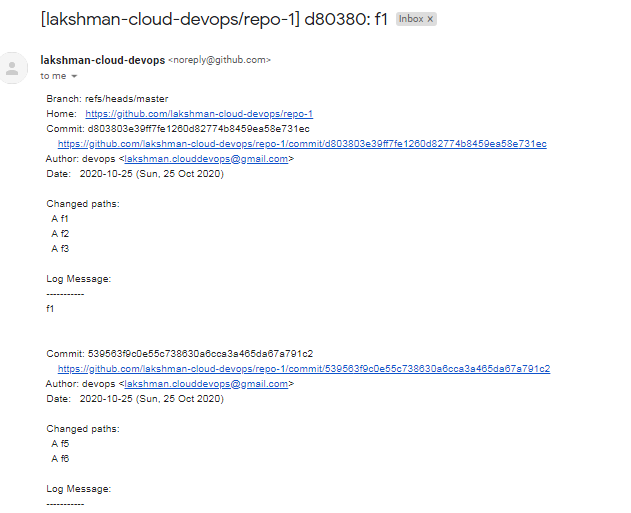 [lakshman-cloud-devops/repo-1] d80380: f1 Inbox x
lakshman-cloud-devops <noreply@github.com>
to me
Branch: refs/heads/master
Home: https://github.com/lakshman-cloud-devops/repo-1
Commit: d803803e39ff7fe1260d82774b8459ea58e731ec
https://github.com/lakshman-cloud-devops/repo-1/commit/d803803e39ff7fe1260d82774b8459ea58e731ec
Author: devops <lakshman.clouddevops@gmail.com>
Date: 2020-10-25 (Sun, 25 Oct 2020)
Changed paths:
A f1
A f2
A f3
Log Message:
-----------
f1
Commit: 539563f9c0e55c738630a6cca3a465da67a791c2
https://github.com/lakshman-cloud-devops/repo-1/commit/539563f9c0e55c738630a6cca3a465da67a791c2
Author: devops <lakshman.clouddevops@gmail.com>
Date: 2020-10-25 (Sun, 25 Oct 2020)
Changed paths:
A f5
A f6
Log Message:
-----------